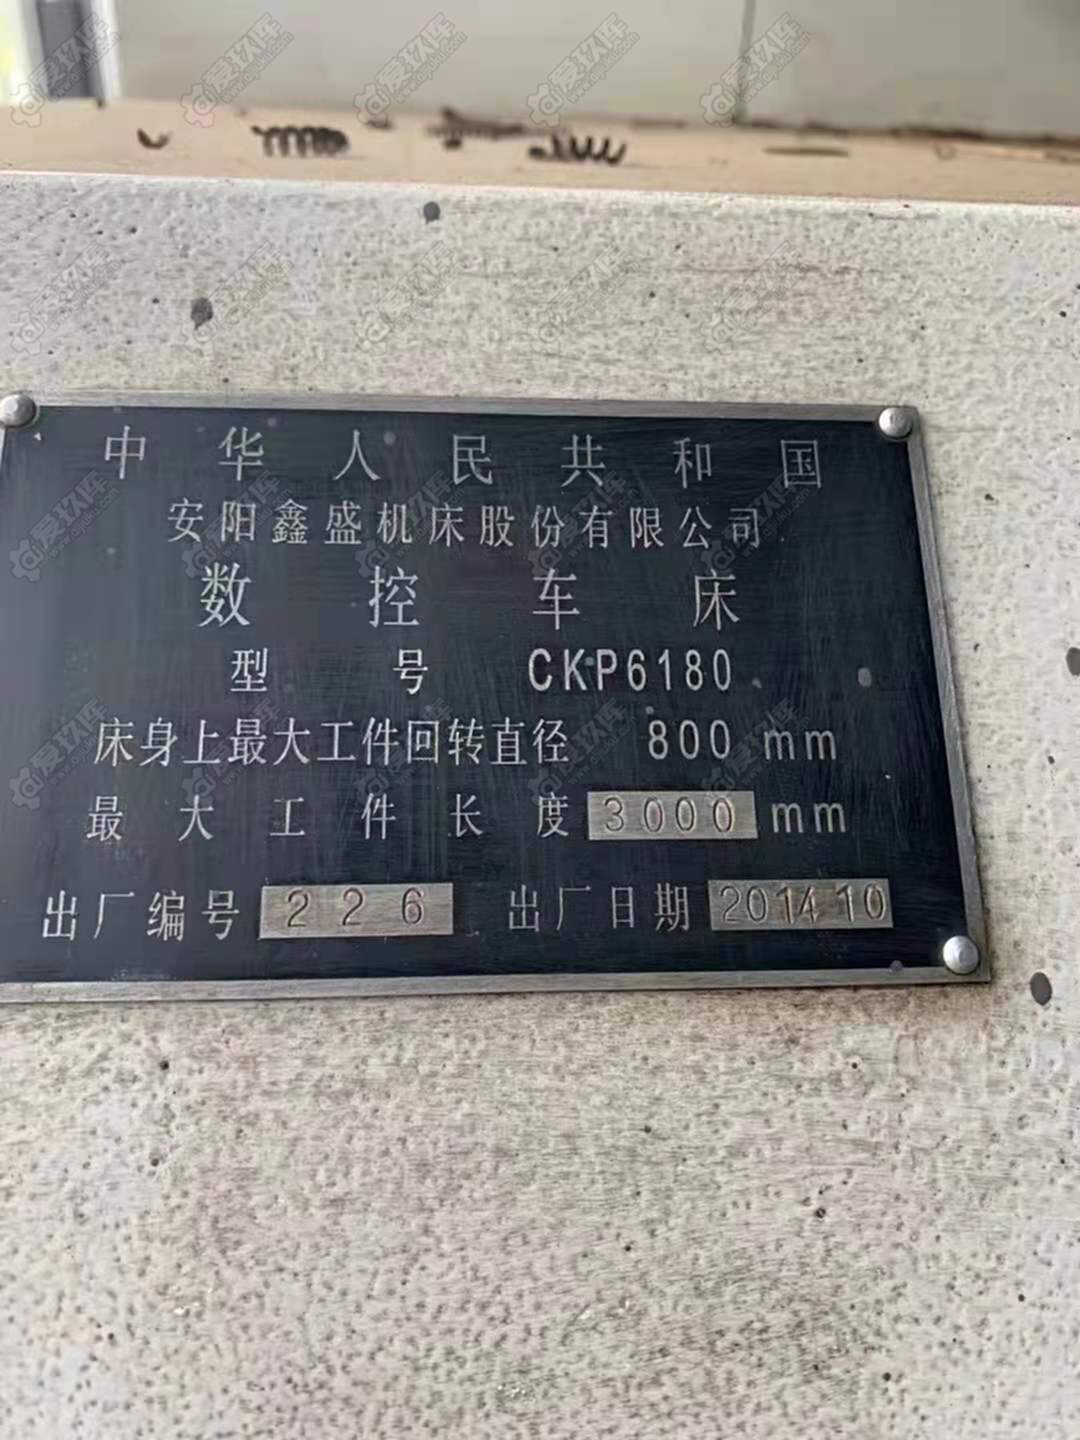 中华人民共和国
安阳鑫盛机床股份有限公司
数控车床
型号 CKP6180
床身上最大工件回转直径 800 mm
最大工件长度 3000 mm
出厂编号 226 出厂日期 2014 10